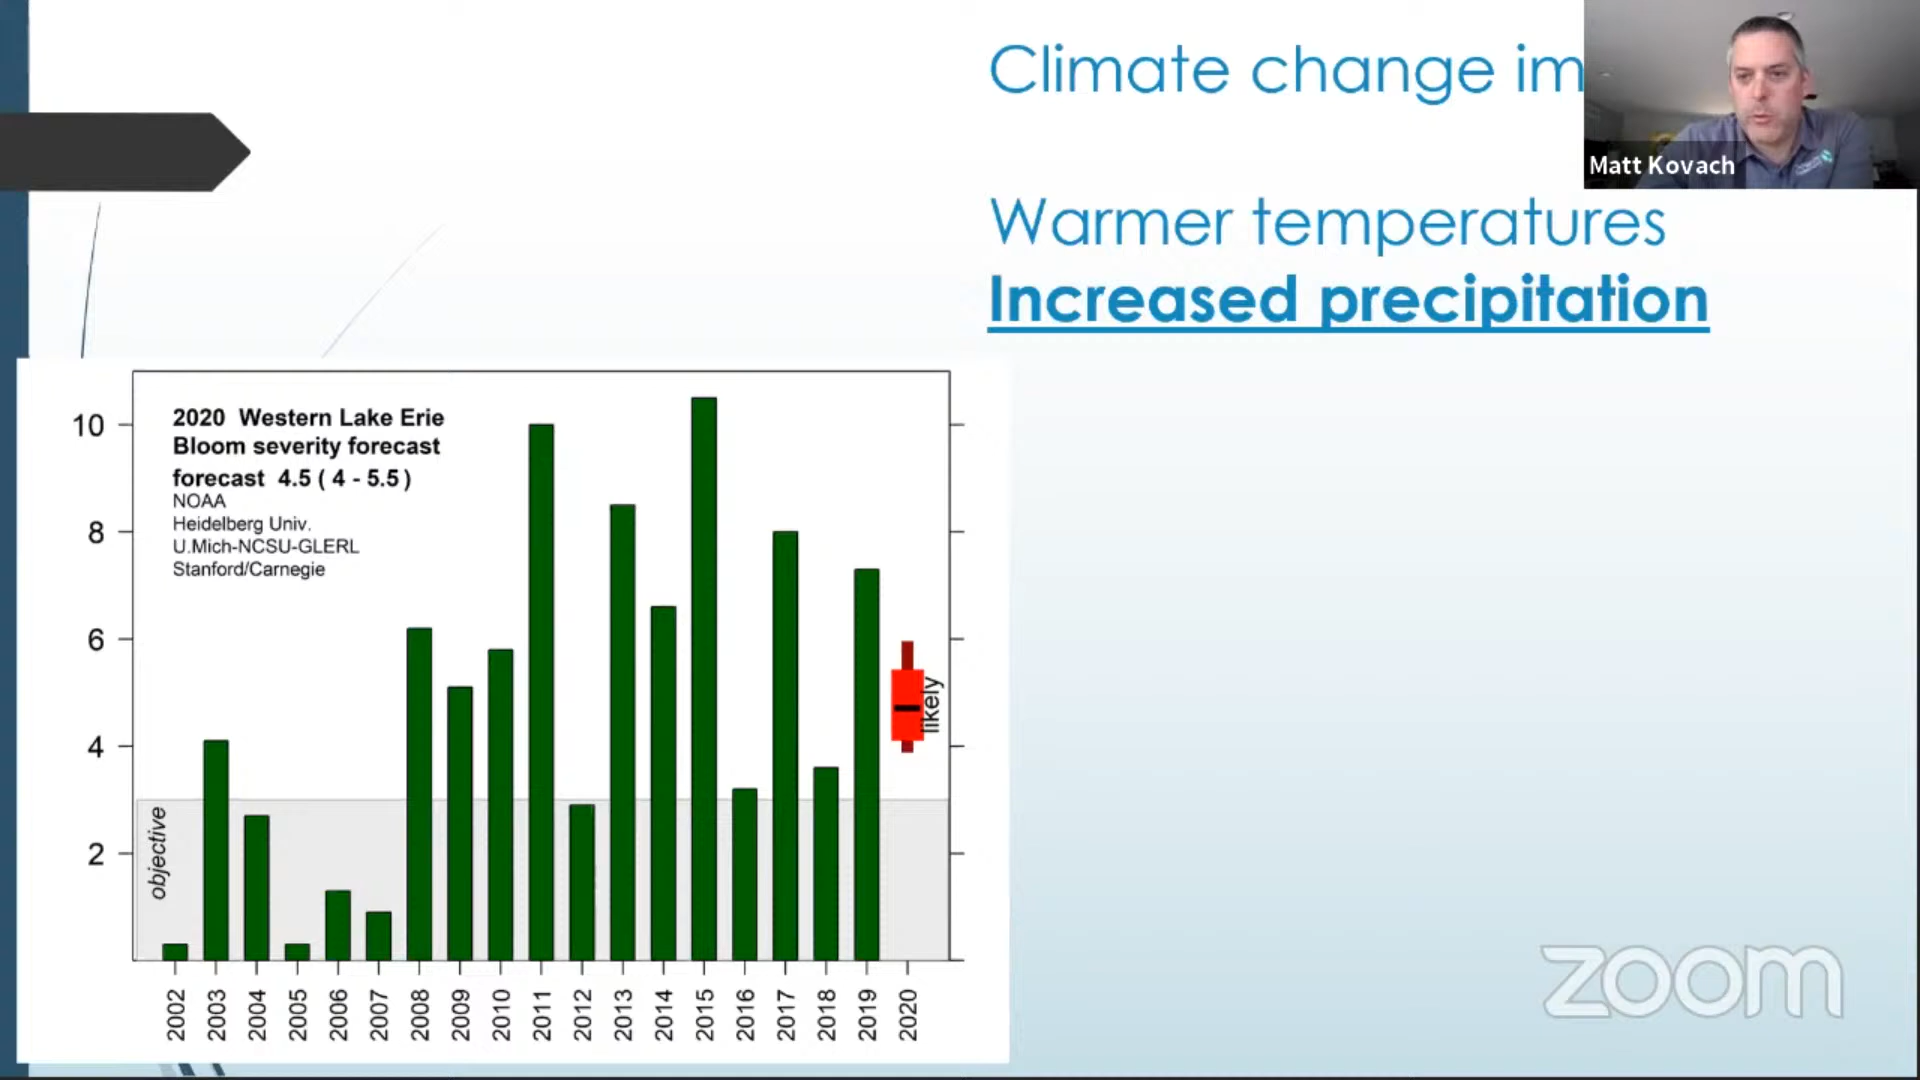 Climate change im
Matt Kovach
Warmer temperatures
Increased precipitation
2020 Western Lake Erie
Bloom severity forecast
forecast 4.5 ( 4 - 5.5 )
NOAA
Heidelberg Univ.
U.Mich-NCSU-GLERL
Stanford/Carnegie
10
8
6
4
2
objective
likely
2002 2003 2004 2005 2006 2007 2008 2009 2010 2011 2012 2013 2014 2015 2016 2017 2018 2019 2020
zoom